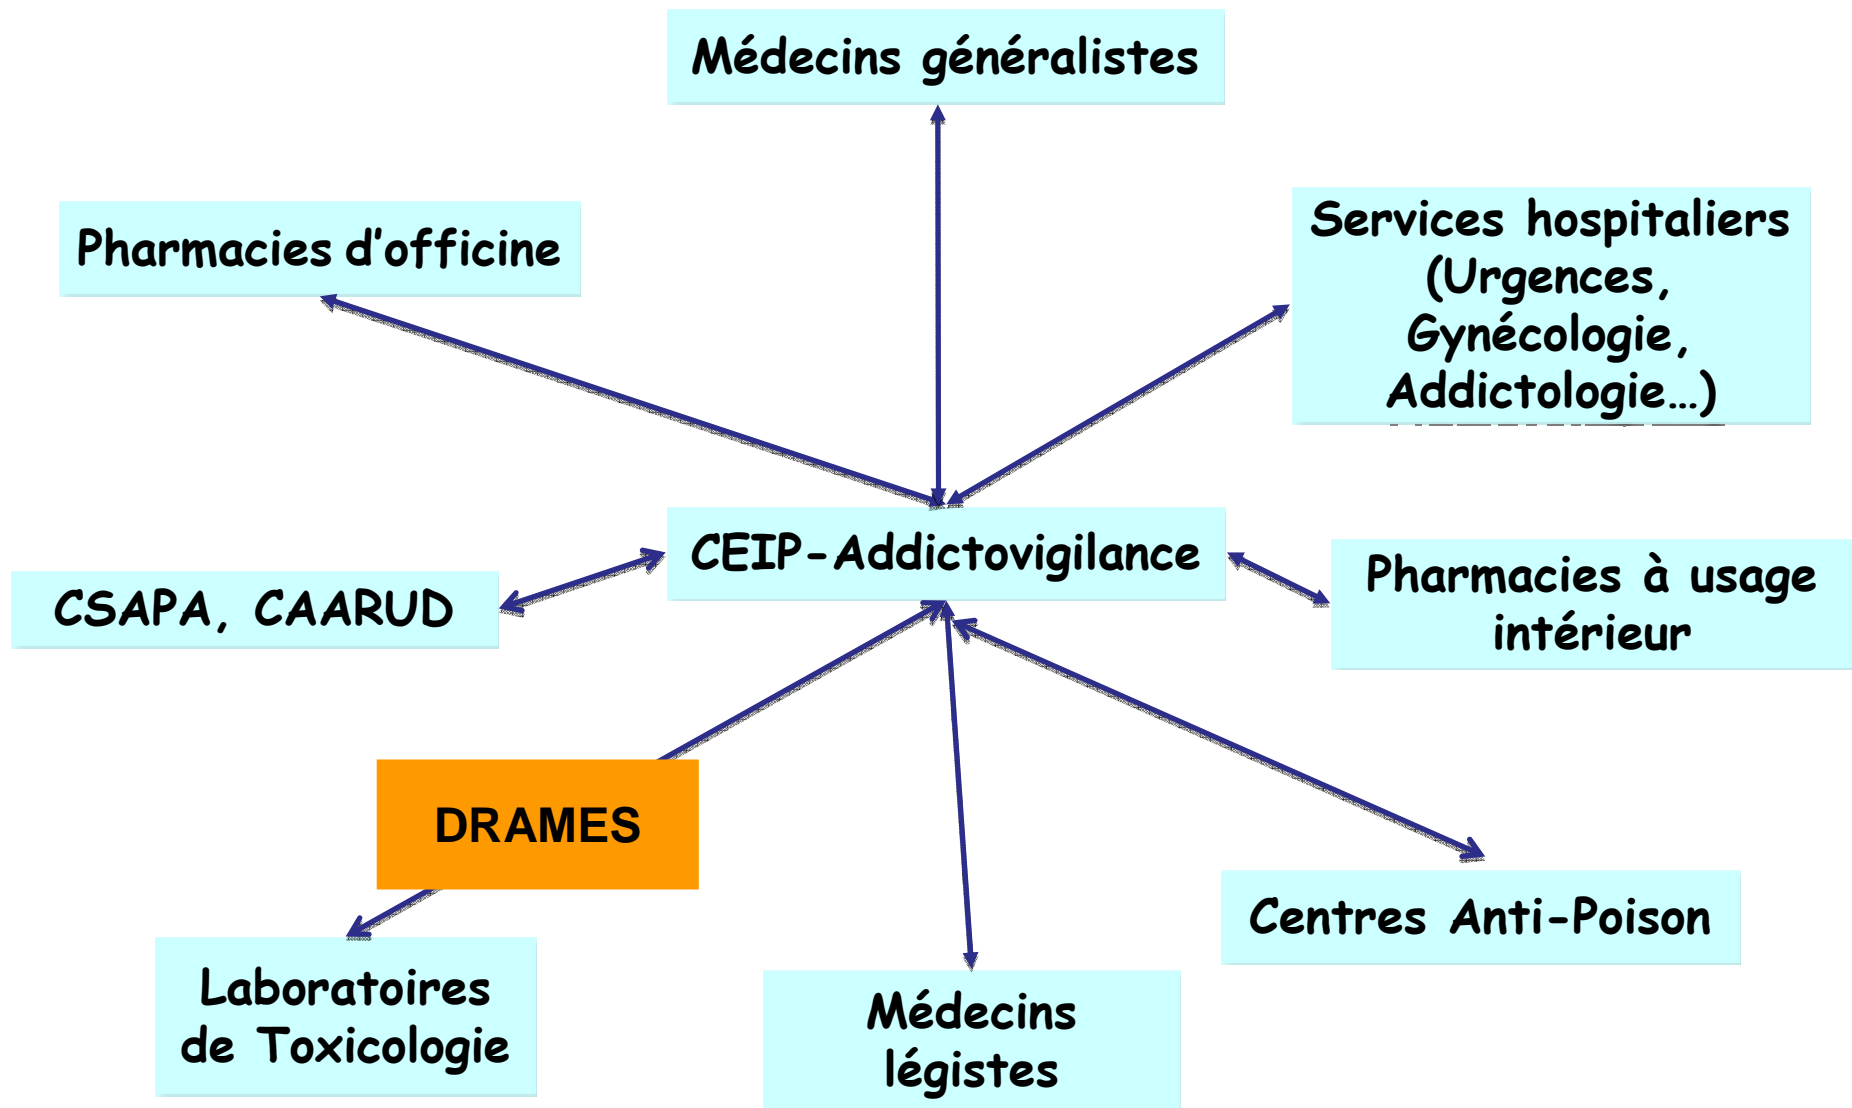 Médecins généralistes
Pharmacies d'officine
Services hospitaliers
(Urgences,
Gynécologie,
Addictologie…)
CEIP-Addictovigilance
CSAPA, CAARUD
Pharmacies à usage
intérieur
DRAMES
Centres Anti-Poison
Laboratoires
de Toxicologie
Médecins
légistes